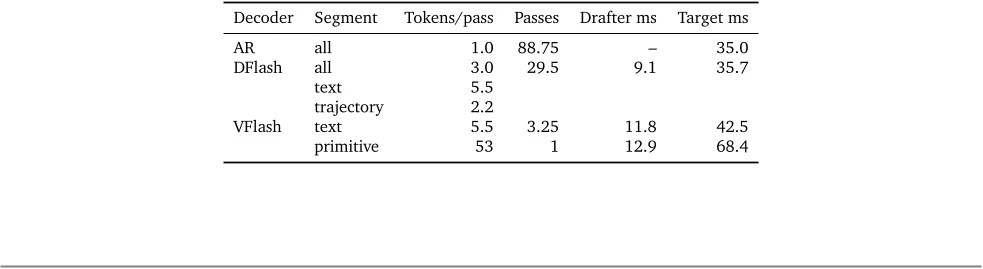 Decoder Segment Tokens/pass Passes Drafter ms Target ms
AR all 1.0 88.75 – 35.0
DFlash all 3.0 29.5 9.1 35.7
text 5.5
trajectory 2.2
VFlash text 5.5 3.25 11.8 42.5
primitive 53 1 12.9 68.4